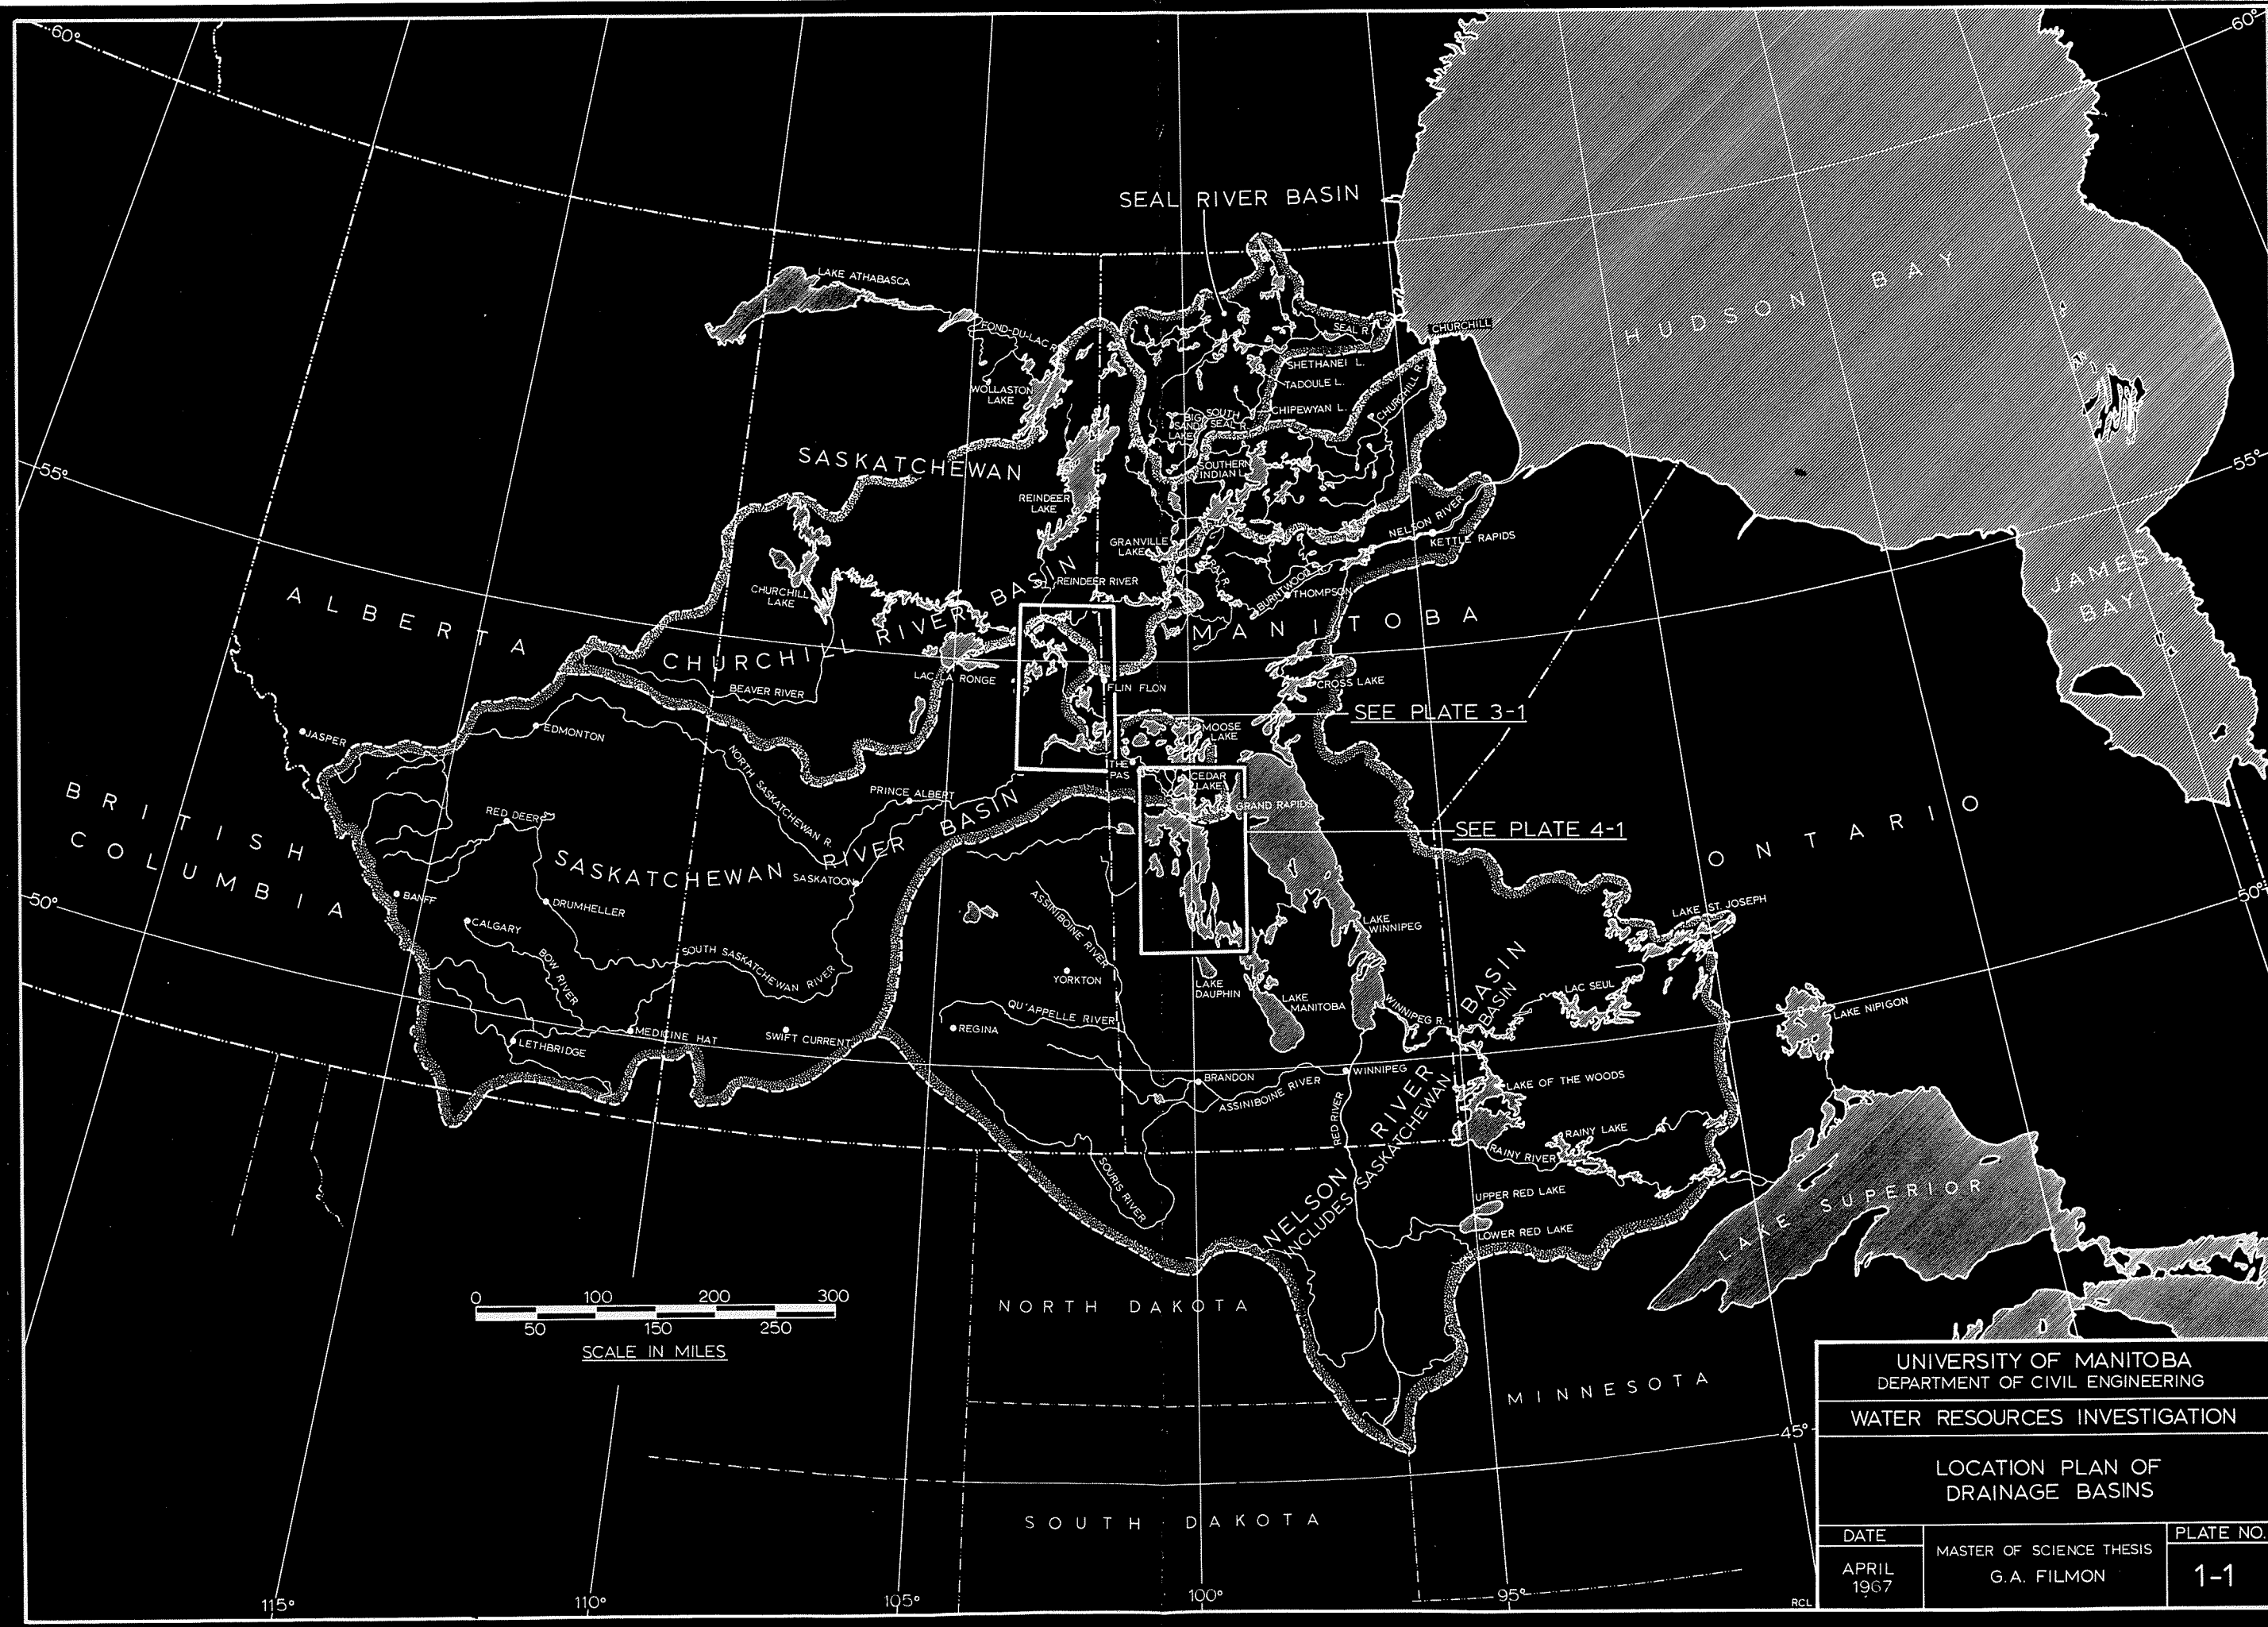 60°
60°
SEAL RIVER BASIN
LAKE ATHABASCA
FOND-DU-LAC R.
SEAL R.
CHURCHILL
HUDSON BAY
SHETHANEI L.
TADOULE L.
CHIPEWYAN L.
CHURCHILL R.
WOLLASTON
LAKE
BIG
SAND
LAKE
SOUTH
SEAL R.
SASKATCHEWAN
SOUTHERN
INDIAN L.
55°
55°
REINDEER
LAKE
NELSON RIVER
KETTLE RAPIDS
GRANVILLE
LAKE
RAT R.
BURNTWOOD R.
THOMPSON
REINDEER RIVER
JAMES
BAY
ALBERTA
CHURCHILL
LAKE
CHURCHILL RIVER BASIN
MANITOBA
LAC LA RONGE
BEAVER RIVER
FLIN FLON
CROSS LAKE
SEE PLATE 3-1
JASPER
EDMONTON
MOOSE
LAKE
THE
PAS
CEDAR
LAKE
GRAND RAPIDS
NORTH SASKATCHEWAN R.
PRINCE ALBERT
BRITISH
COLUMBIA
RED DEER
SEE PLATE 4-1
ONTARIO
SASKATCHEWAN RIVER BASIN
SASKATOON
BANFF
DRUMHELLER
CALGARY
50°
50°
ASSINIBOINE RIVER
LAKE
WINNIPEG
LAKE ST. JOSEPH
BOW RIVER
SOUTH SASKATCHEWAN RIVER
YORKTON
LAKE
DAUPHIN
LAKE
MANITOBA
LAC SEUL
LAKE NIPIGON
QU'APPELLE RIVER
WINNIPEG R.
REGINA
MEDICINE HAT
SWIFT CURRENT
LETHBRIDGE
BRANDON
ASSINIBOINE RIVER
WINNIPEG
LAKE OF THE WOODS
RED RIVER
RAINY LAKE
RAINY RIVER
SOURIS RIVER
NELSON RIVER BASIN
INCLUDES SASKATCHEWAN BASIN
UPPER RED LAKE
LOWER RED LAKE
LAKE SUPERIOR
0 100 200 300
50 150 250
SCALE IN MILES
NORTH DAKOTA
MINNESOTA
45°
SOUTH DAKOTA
115° 110° 105° 100° 95°
RCL
UNIVERSITY OF MANITOBA
DEPARTMENT OF CIVIL ENGINEERING
WATER RESOURCES INVESTIGATION
LOCATION PLAN OF
DRAINAGE BASINS
DATE
APRIL
1967
MASTER OF SCIENCE THESIS
G.A. FILMON
PLATE NO.
1-1